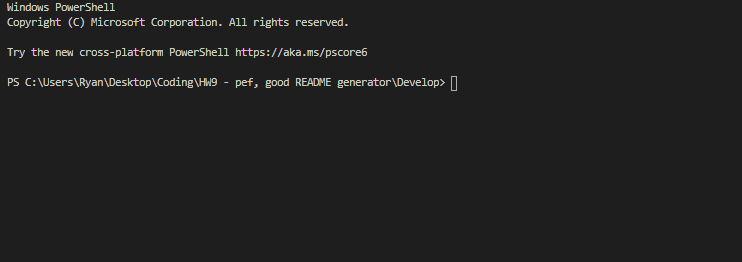 Windows PowerShell
Copyright (C) Microsoft Corporation. All rights reserved.
Try the new cross-platform PowerShell https://aka.ms/pscore6
PS C:\Users\Ryan\Desktop\Coding\HW9 - pef, good README generator\Develop>